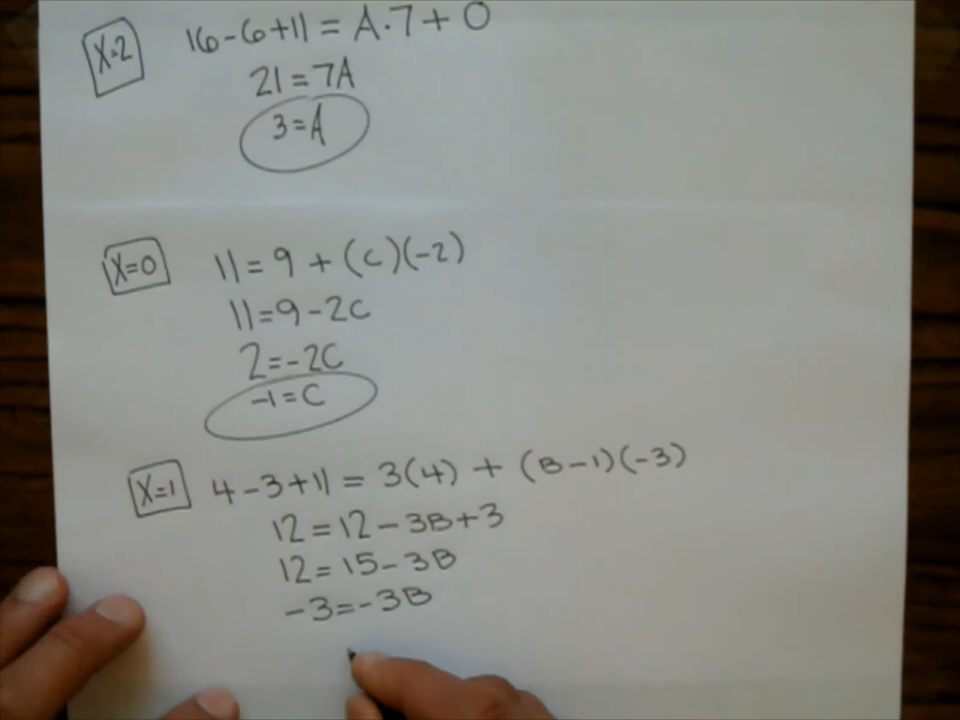 X=2 16-6+11 = A·7+0
21=7A
3=A
X=0 11=9+(C)(-2)
11=9-2C
2=-2C
-1=C
X=1 4-3+11 = 3(4) + (B-1)(-3)
12=12-3B+3
12=15-3B
-3=-3B